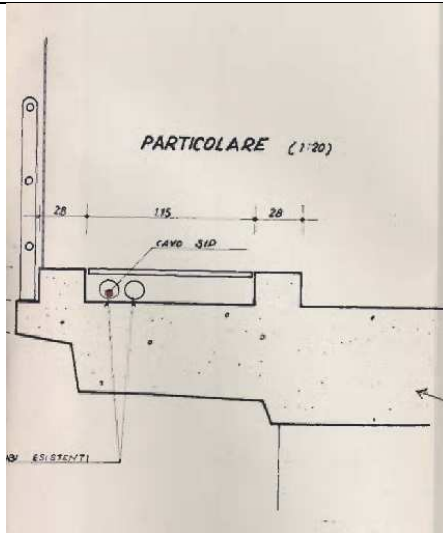 PARTICOLARE (1:20)
28 115 28
CAVO SIP
ESISTENTI